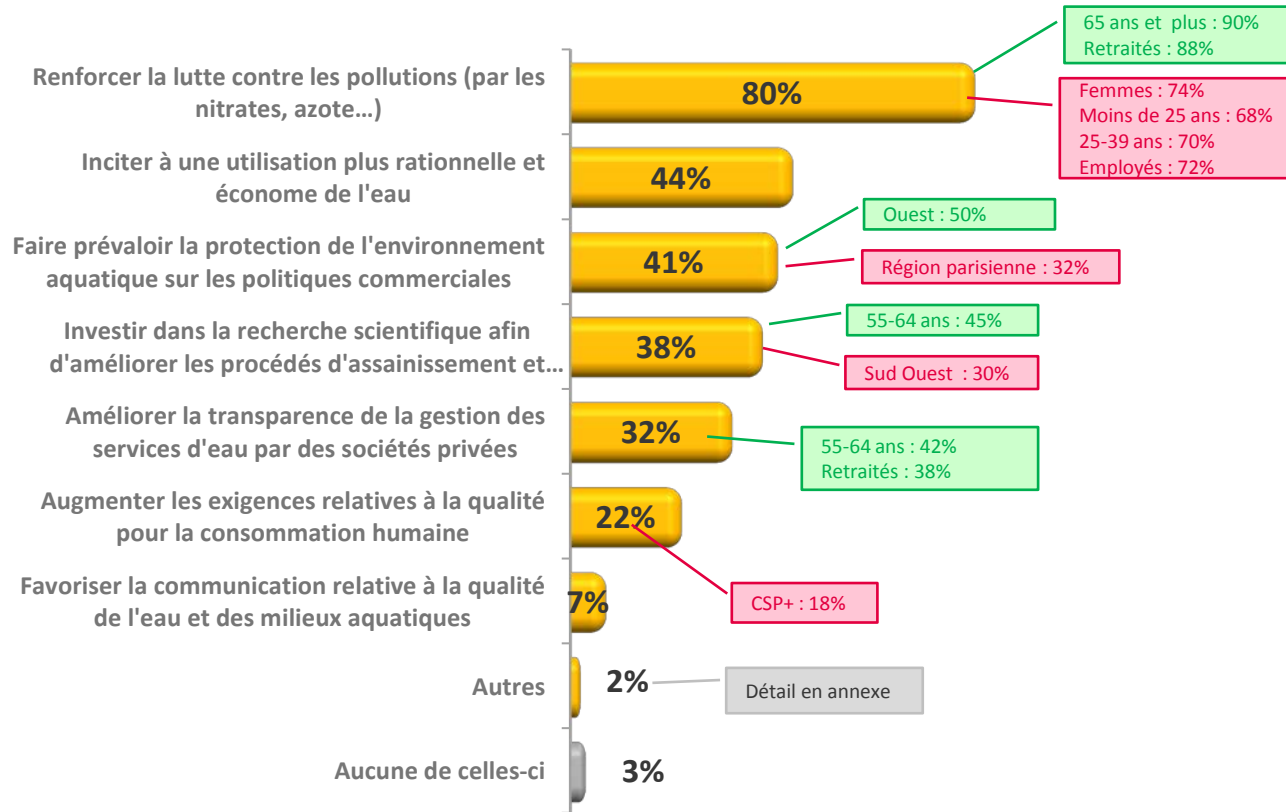 65 ans et plus : 90%
Retraités : 88%
Renforcer la lutte contre les pollutions (par les
nitrates, azote…)
80%
Femmes : 74%
Moins de 25 ans : 68%
25-39 ans : 70%
Employés : 72%
Inciter à une utilisation plus rationnelle et
économe de l'eau
44%
Ouest : 50%
Faire prévaloir la protection de l'environnement
aquatique sur les politiques commerciales
41%
Région parisienne : 32%
Investir dans la recherche scientifique afin
d'améliorer les procédés d'assainissement et…
38%
55-64 ans : 45%
Sud Ouest : 30%
Améliorer la transparence de la gestion des
services d'eau par des sociétés privées
32%
55-64 ans : 42%
Retraités : 38%
Augmenter les exigences relatives à la qualité
pour la consommation humaine
22%
Favoriser la communication relative à la qualité
de l'eau et des milieux aquatiques
7%
CSP+ : 18%
Autres
2%
Détail en annexe
Aucune de celles-ci
3%